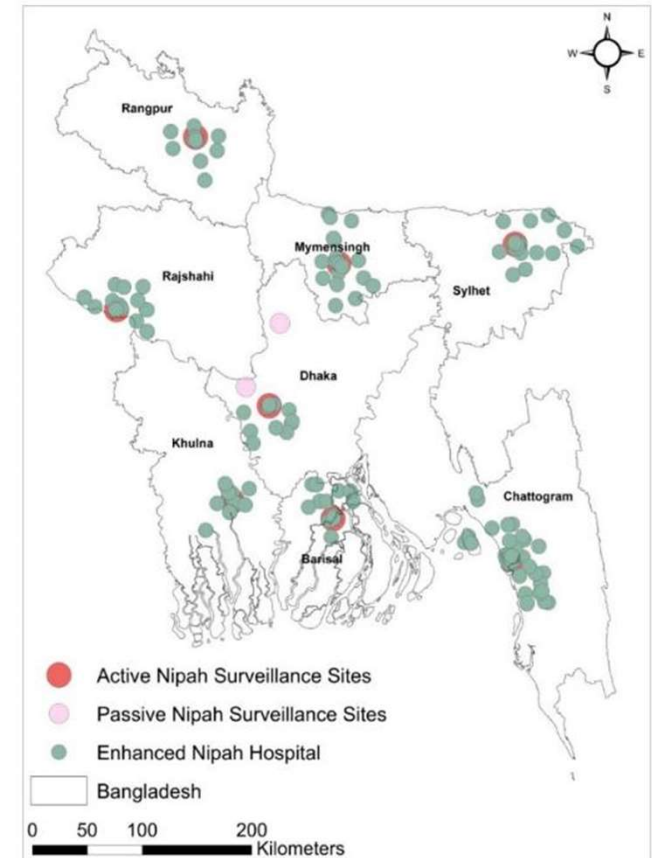 N
W E
S
Rangpur
Mymensingh
Rajshahi
Sylhet
Dhaka
Khulna
Chattogram
Barisal
Active Nipah Surveillance Sites
Passive Nipah Surveillance Sites
Enhanced Nipah Hospital
Bangladesh
0 50 100 200
Kilometers